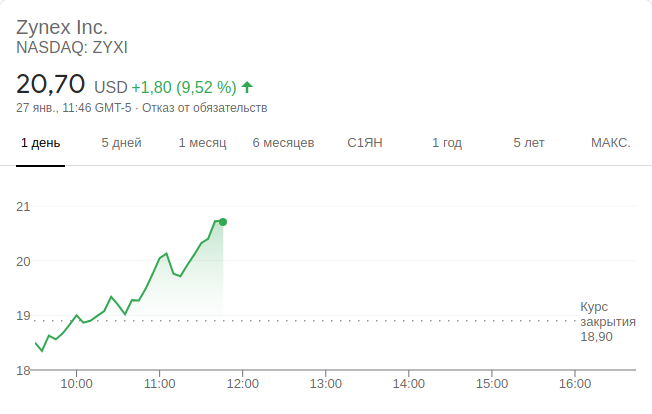 Zynex Inc.
NASDAQ: ZYXI
20,70 USD +1,80 (9,52 %)
27 янв., 11:46 GMT-5 · Отказ от обязательств
1 день 5 дней 1 месяц 6 месяцев С1ЯН 1 год 5 лет МАКС.
21
20
19
18
Курс
закрытия
18,90
10:00 11:00 12:00 13:00 14:00 15:00 16:00